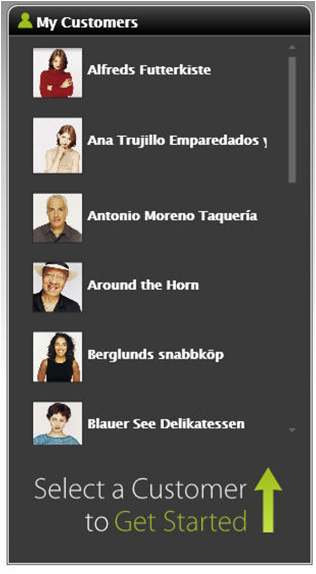 My Customers
Alfreds Futterkiste
Ana Trujillo Emparedados y
Antonio Moreno Taquería
Around the Horn
Berglunds snabbköp
Blauer See Delikatessen
Select a Customer
to Get Started